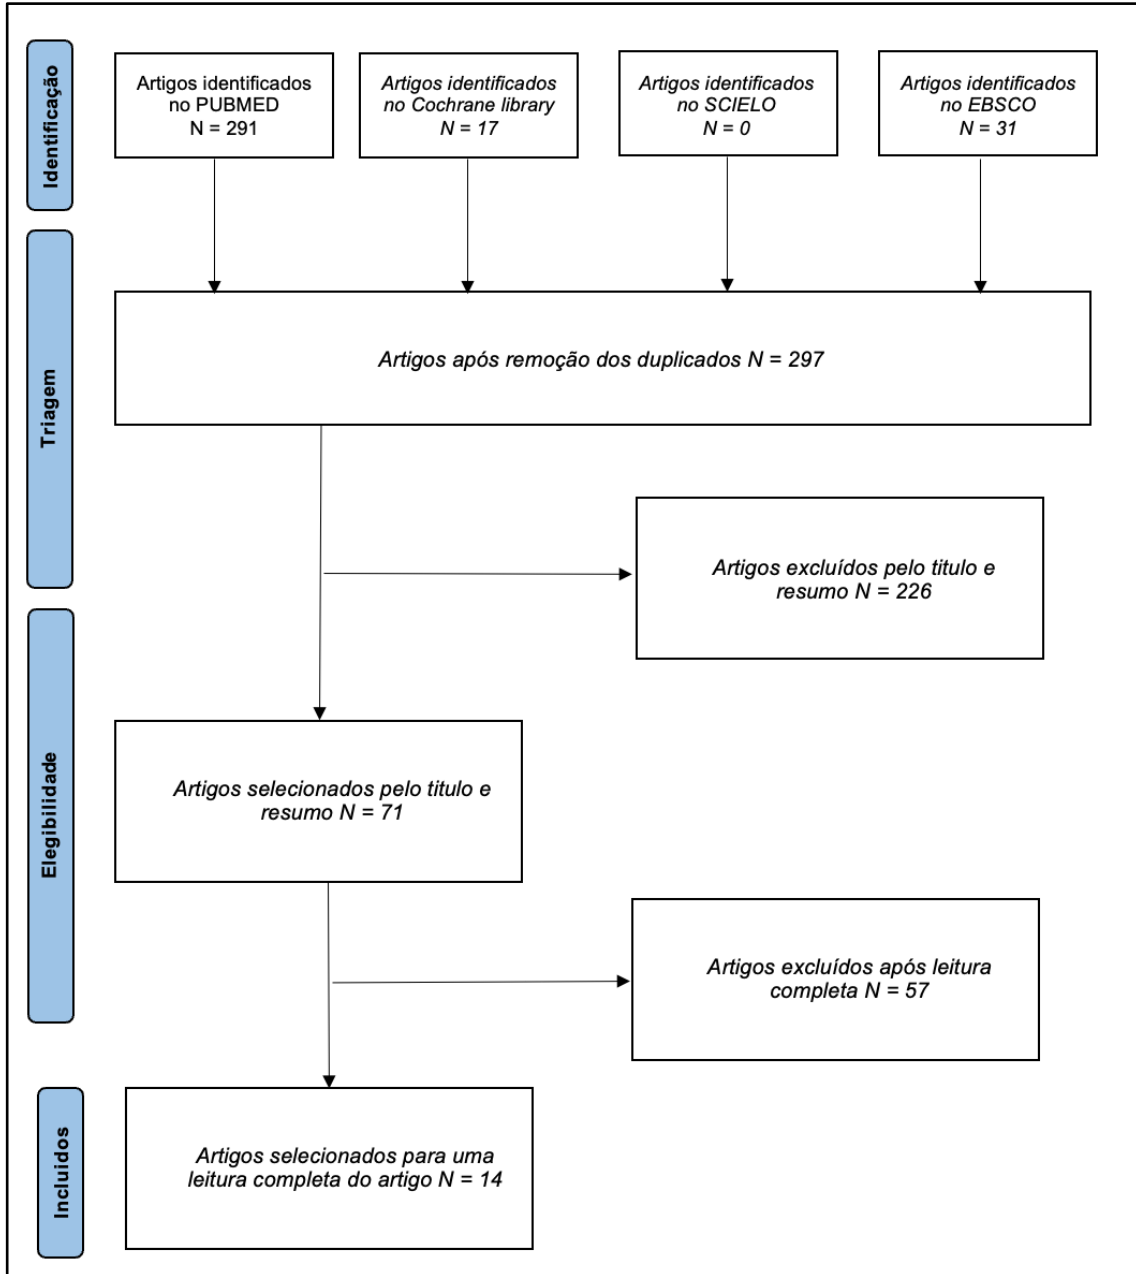 Identificação
Artigos identificados
no PUBMED
N = 291
Artigos identificados
no Cochrane library
N = 17
Artigos identificados
no SCIELO
N = 0
Artigos identificados
no EBSCO
N = 31
Triagem
Artigos após remoção dos duplicados N = 297
Artigos excluídos pelo titulo e
resumo N = 226
Elegibilidade
Artigos selecionados pelo titulo e
resumo N = 71
Artigos excluídos após leitura
completa N = 57
Incluidos
Artigos selecionados para uma
leitura completa do artigo N = 14